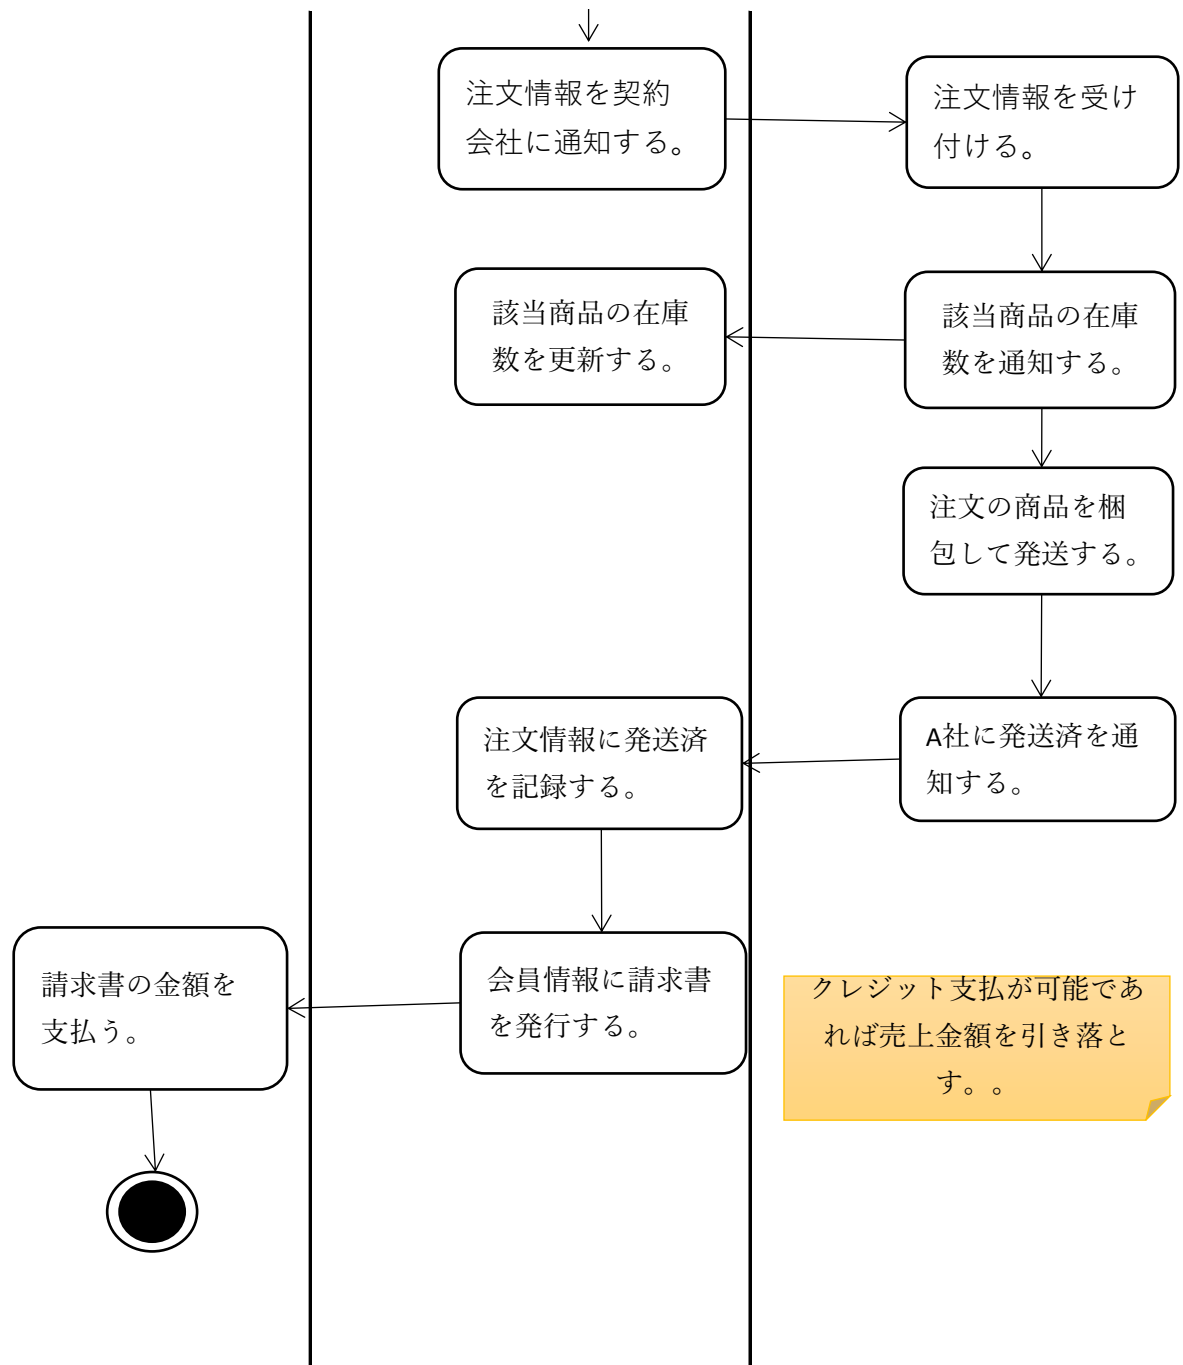 注文情報を契約
会社に通知する。
注文情報を受け
付ける。
該当商品の在庫
数を更新する。
該当商品の在庫
数を通知する。
注文の商品を梱
包して発送する。
注文情報に発送済
を記録する。
A社に発送済を通
知する。
請求書の金額を
支払う。
会員情報に請求書
を発行する。
クレジット支払が可能であ
れば売上金額を引き落と
す。。